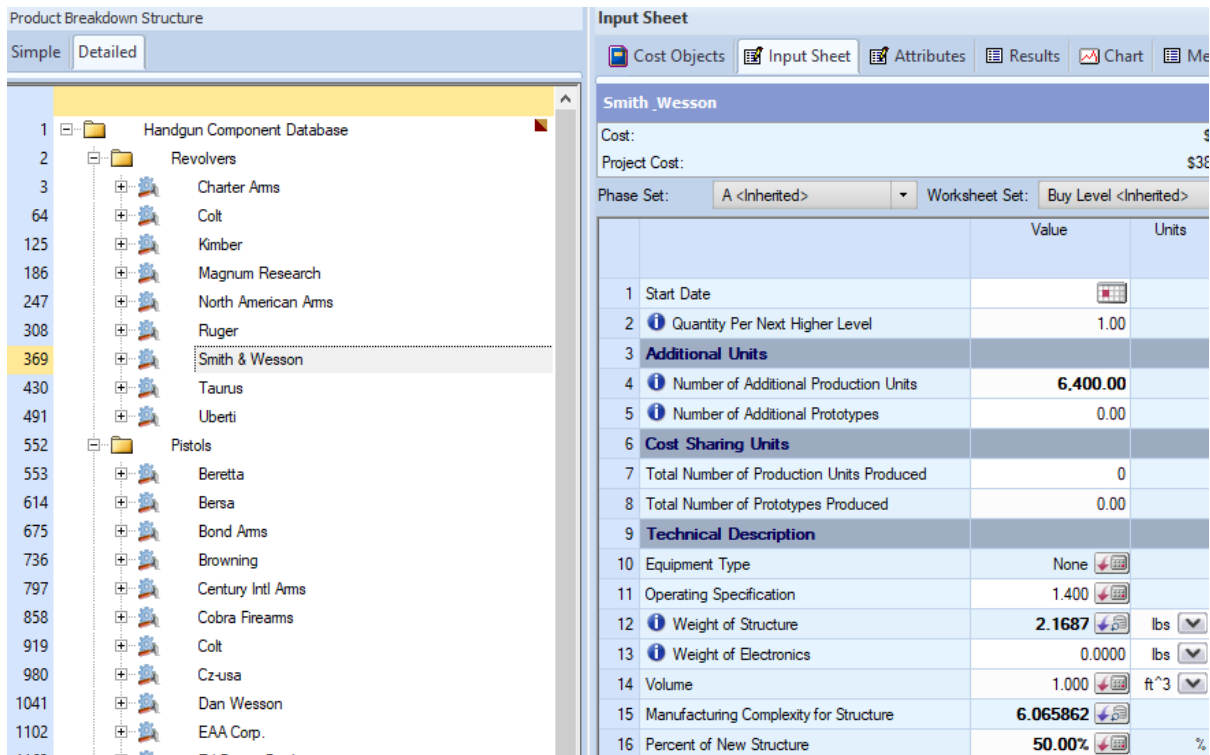 Product Breakdown Structure
Simple Detailed
1 Handgun Component Database
2 Revolvers
3 Charter Arms
64 Colt
125 Kimber
186 Magnum Research
247 North American Arms
308 Ruger
369 Smith & Wesson
430 Taurus
491 Uberti
552 Pistols
553 Beretta
614 Bersa
675 Bond Arms
736 Browning
797 Century Intl Arms
858 Cobra Firearms
919 Colt
980 Cz-usa
1041 Dan Wesson
1102 EAA Corp.
Input Sheet
Cost Objects Input Sheet Attributes Results Chart Me
Smith_Wesson
Cost: $
Project Cost: $38
Phase Set: A <Inherited> Worksheet Set: Buy Level <Inherited>
Value Units
1 Start Date
2 Quantity Per Next Higher Level 1.00
3 Additional Units
4 Number of Additional Production Units 6,400.00
5 Number of Additional Prototypes 0.00
6 Cost Sharing Units
7 Total Number of Production Units Produced 0
8 Total Number of Prototypes Produced 0.00
9 Technical Description
10 Equipment Type None
11 Operating Specification 1.400
12 Weight of Structure 2.1687 lbs
13 Weight of Electronics 0.0000 lbs
14 Volume 1.000 ft^3
15 Manufacturing Complexity for Structure 6.065862
16 Percent of New Structure 50.00% %